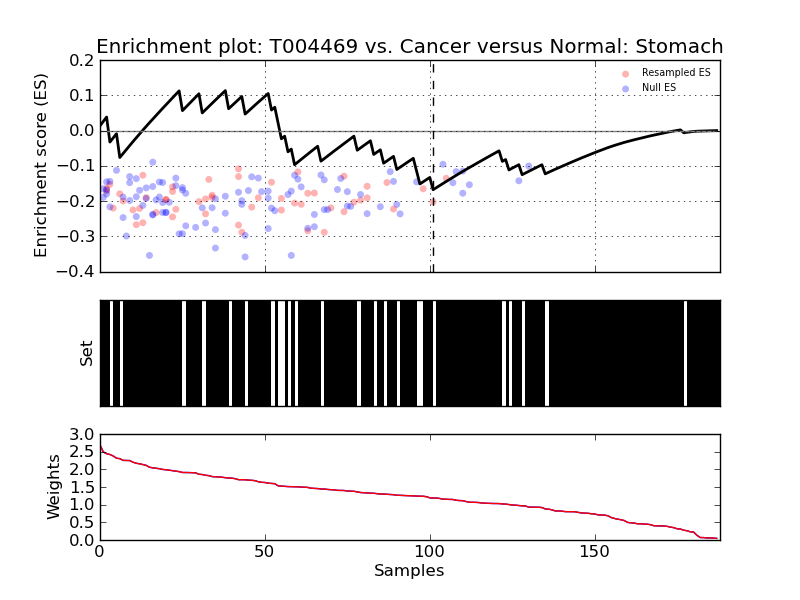 Enrichment plot: T004469 vs. Cancer versus Normal: Stomach
Enrichment score (ES)
0.2
0.1
0.0
−0.1
−0.2
−0.3
−0.4
Resampled ES
Null ES
Set
Weights
3.0
2.5
2.0
1.5
1.0
0.5
0.0
0 50 100 150
Samples